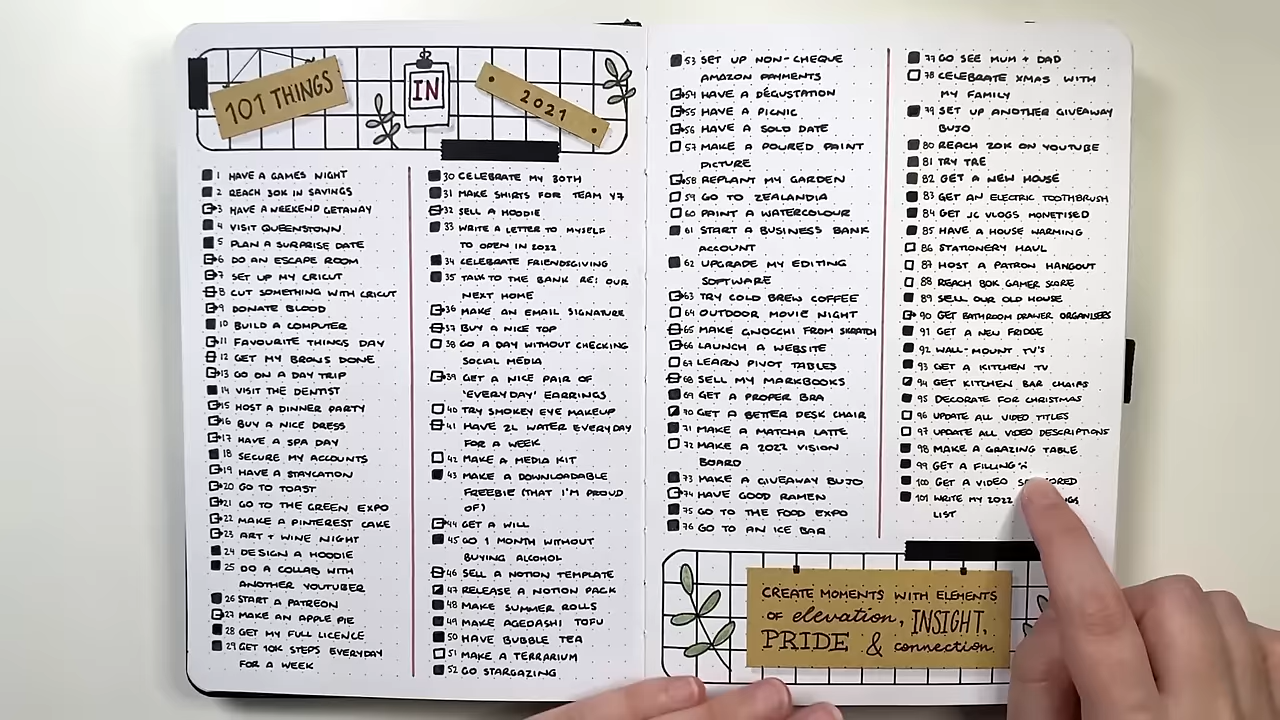 101 THINGS
IN
2021
1 HAVE A GAMES NIGHT
2 REACH 30K IN SAVINGS
3 HAVE A WEEKEND GETAWAY
4 VISIT QUEENSTOWN
5 PLAN A SURPRISE DATE
6 DO AN ESCAPE ROOM
7 SET UP MY CRICUT
8 CUT SOMETHING WITH CRICUT
9 DONATE BLOOD
10 BUILD A COMPUTER
11 FAVOURITE THINGS DAY
12 GET MY BROWS DONE
13 GO ON A DAY TRIP
14 VISIT THE DENTIST
15 HOST A DINNER PARTY
16 BUY A NICE DRESS
17 HAVE A SPA DAY
18 SECURE MY ACCOUNTS
19 HAVE A STAYCATION
20 GO TO TOAST
21 GO TO THE GREEN EXPO
22 MAKE A PINTEREST CAKE
23 ART + WINE NIGHT
24 DESIGN A HOODIE
25 DO A COLLAB WITH
ANOTHER YOUTUBER
26 START A PATREON
27 MAKE AN APPLE PIE
28 GET MY FULL LICENCE
29 GET 10K STEPS EVERYDAY
FOR A WEEK
30 CELEBRATE MY 30TH
31 MAKE SHIRTS FOR TEAM Y7
32 SELL A HOODIE
33 WRITE A LETTER TO MYSELF
TO OPEN IN 2022
34 CELEBRATE FRIENDSGIVING
35 TALK TO THE BANK RE: OUR
NEXT HOME
36 MAKE AN EMAIL SIGNATURE
37 BUY A NICE TOP
38 GO A DAY WITHOUT CHECKING
SOCIAL MEDIA
39 GET A NICE PAIR OF
'EVERYDAY' EARRINGS
40 TRY SMOKEY EYE MAKEUP
41 HAVE 2L WATER EVERYDAY
FOR A WEEK
42 MAKE A MEDIA KIT
43 MAKE A DOWNLOADABLE
FREEBIE (THAT I'M PROUD
OF)
44 GET A WILL
45 GO 1 MONTH WITHOUT
BUYING ALCOHOL
46 SELL A NOTION TEMPLATE
47 RELEASE A NOTION PACK
48 MAKE SUMMER ROLLS
49 MAKE AGEDASHI TOFU
50 HAVE BUBBLE TEA
51 MAKE A TERRARIUM
52 GO STARGAZING
53 SET UP NON-CHEQUE
AMAZON PAYMENTS
54 HAVE A DEGUSTATION
55 HAVE A PICNIC
56 HAVE A SOLO DATE
57 MAKE A POURED PAINT
PICTURE
58 REPLANT MY GARDEN
59 GO TO ZEALANDIA
60 PAINT A WATERCOLOUR
61 START A BUSINESS BANK
ACCOUNT
62 UPGRADE MY EDITING
SOFTWARE
63 TRY COLD BREW COFFEE
64 OUTDOOR MOVIE NIGHT
65 MAKE GNOCCHI FROM SKRATCH
66 LAUNCH A WEBSITE
67 LEARN PIVOT TABLES
68 SELL MY MARKBOOKS
69 GET A PROPER BRA
70 GET A BETTER DESK CHAIR
71 MAKE A MATCHA LATTE
72 MAKE A 2022 VISION
BOARD
73 MAKE A GIVEAWAY BUJO
74 HAVE GOOD RAMEN
75 GO TO THE FOOD EXPO
76 GO TO AN ICE BAR
77 GO SEE MUM + DAD
78 CELEBRATE XMAS WITH
MY FAMILY
79 SET UP ANOTHER GIVEAWAY
BUJO
80 REACH 20K ON YOUTUBE
81 TRY TRE
82 GET A NEW HOUSE
83 GET AN ELECTRIC TOOTHBRUSH
84 GET JC VLOGS MONETISED
85 HAVE A HOUSE WARMING
86 STATIONERY HAUL
87 HOST A PATRON HANGOUT
88 REACH 80K GAMER SCORE
89 SELL OUR OLD HOUSE
90 GET BATHROOM DRAWER ORGANISERS
91 GET A NEW FRIDGE
92 WALL-MOUNT TV'S
93 GET A KITCHEN TV
94 GET KITCHEN BAR CHAIRS
95 DECORATE FOR CHRISTMAS
96 UPDATE ALL VIDEO TITLES
97 UPDATE ALL VIDEO DESCRIPTIONS
98 MAKE A GRAZING TABLE
99 GET A FILLING
100 GET A VIDEO
101 WRITE MY 2022
LIST
CREATE MOMENTS WITH ELEMENTS
OF elevation, INSIGHT,
PRIDE & connection